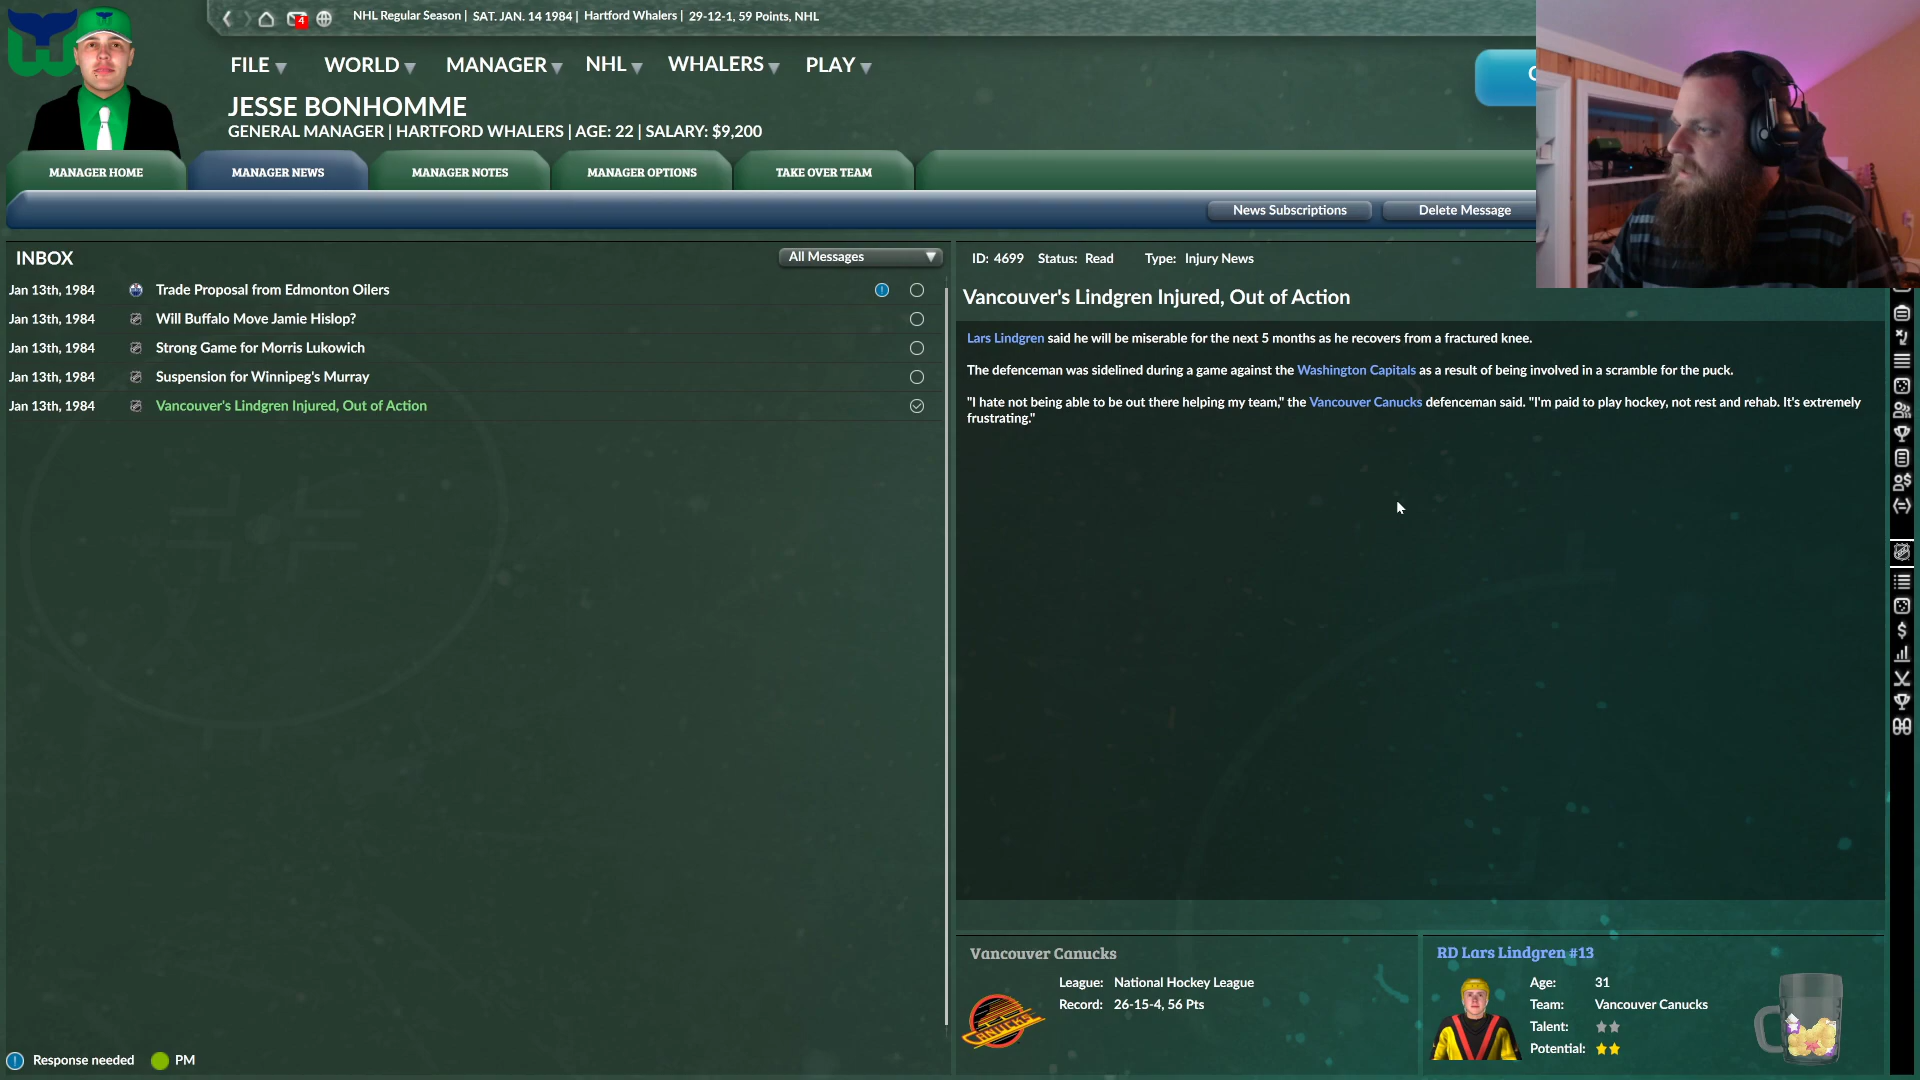 4
NHL Regular Season | SAT. JAN. 14 1984 | Hartford Whalers | 29-12-1, 59 Points, NHL
FILE WORLD MANAGER NHL WHALERS PLAY
JESSE BONHOMME
GENERAL MANAGER | HARTFORD WHALERS | AGE: 22 | SALARY: $9,200
MANAGER HOME MANAGER NEWS MANAGER NOTES MANAGER OPTIONS TAKE OVER TEAM
News Subscriptions Delete Message
INBOX All Messages
Jan 13th, 1984 Trade Proposal from Edmonton Oilers
Jan 13th, 1984 Will Buffalo Move Jamie Hislop?
Jan 13th, 1984 Strong Game for Morris Lukowich
Jan 13th, 1984 Suspension for Winnipeg's Murray
Jan 13th, 1984 Vancouver's Lindgren Injured, Out of Action
ID: 4699 Status: Read Type: Injury News
Vancouver's Lindgren Injured, Out of Action
Lars Lindgren said he will be miserable for the next 5 months as he recovers from a fractured knee.
The defenceman was sidelined during a game against the Washington Capitals as a result of being involved in a scramble for the puck.
"I hate not being able to be out there helping my team," the Vancouver Canucks defenceman said. "I'm paid to play hockey, not rest and rehab. It's extremely
frustrating."
Vancouver Canucks
League: National Hockey League
Record: 26-15-4, 56 Pts
CANUCKS
RD Lars Lindgren #13
Age: 31
Team: Vancouver Canucks
Talent:
Potential:
Response needed PM